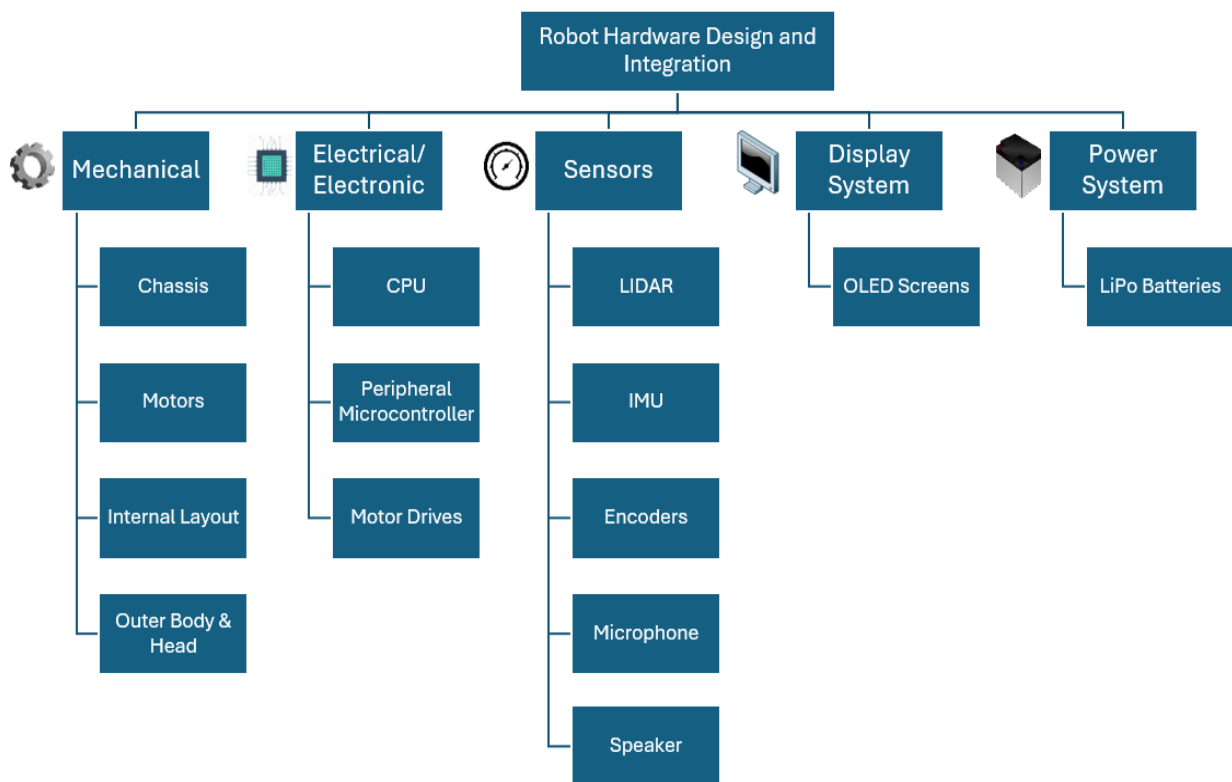 Robot Hardware Design and
Integration
Mechanical
Electrical/
Electronic
Sensors
Display
System
Power
System
Chassis
CPU
LIDAR
OLED Screens
LiPo Batteries
Motors
Peripheral
Microcontroller
IMU
Internal Layout
Motor Drives
Encoders
Outer Body &
Head
Microphone
Speaker